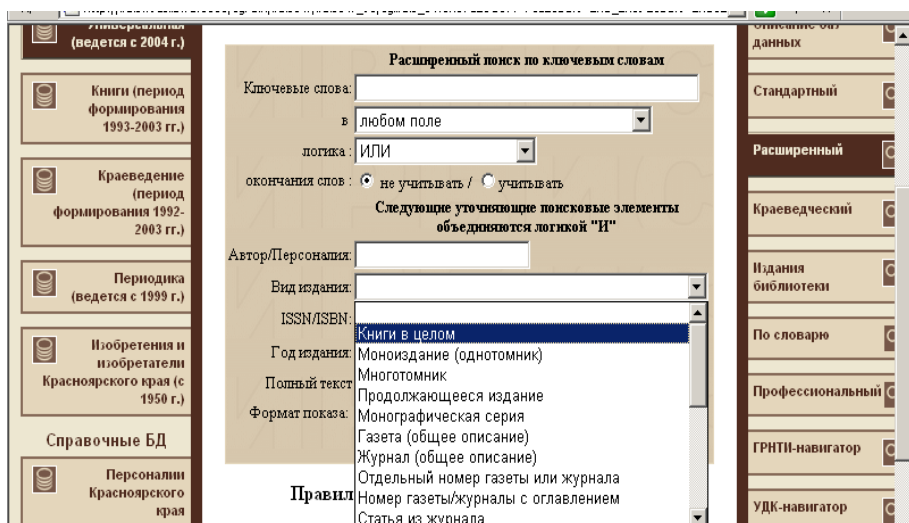 Универсальная
(ведется с 2004 г.)
Книги (период
формирования
1993-2003 гг.)
Краеведение
(период
формирования 1992-
2003 гг.)
Периодика
(ведется с 1999 г.)
Изобретения и
изобретатели
Красноярского края (с
1950 г.)
Справочные БД
Персоналии
Красноярского
края
Расширенный поиск по ключевым словам
Ключевые слова:
в любом поле
логика : ИЛИ
окончания слов : не учитывать / учитывать
Следующие уточняющие поисковые элементы
объединяются логикой "И"
Автор/Персоналия:
Вид издания:
ISSN/ISBN:
Год издания:
Полный текст
Формат показа:
Книги в целом
Моноиздание (однотомник)
Многотомник
Продолжающееся издание
Монографическая серия
Газета (общее описание)
Журнал (общее описание)
Отдельный номер газеты или журнала
Номер газеты/журналы с оглавлением
Статья из журнала
Правил
Описание баз
данных
Стандартный
Расширенный
Краеведческий
Издания
библиотеки
По словарю
Профессиональный
ГРНТИ-навигатор
УДК-навигатор